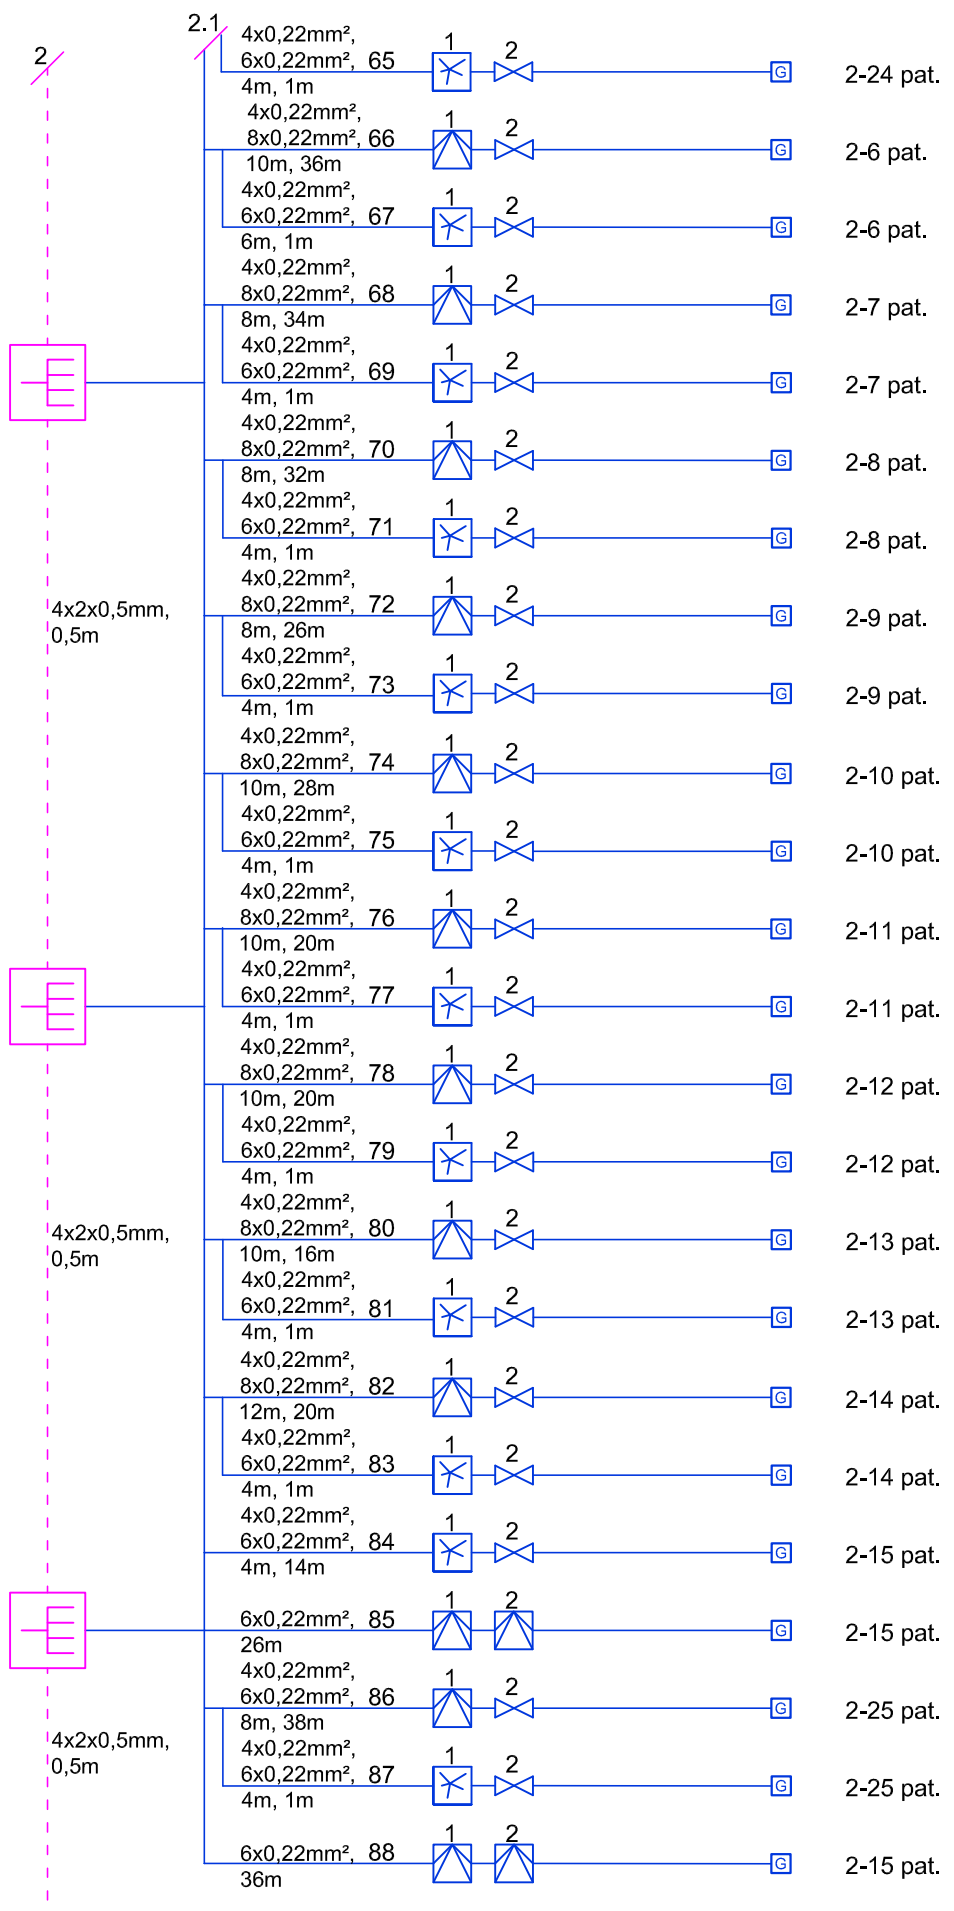 2
2.1
4x0,22mm²,
6x0,22mm², 65 1 2
4m, 1m G 2-24 pat.
4x0,22mm²,
8x0,22mm², 66 1 2
10m, 36m G 2-6 pat.
4x0,22mm²,
6x0,22mm², 67 1 2
6m, 1m G 2-6 pat.
4x0,22mm²,
8x0,22mm², 68 1 2
8m, 34m G 2-7 pat.
4x0,22mm²,
6x0,22mm², 69 1 2
4m, 1m G 2-7 pat.
4x0,22mm²,
8x0,22mm², 70 1 2
8m, 32m G 2-8 pat.
4x0,22mm²,
6x0,22mm², 71 1 2
4m, 1m G 2-8 pat.
4x0,22mm²,
8x0,22mm², 72 1 2
8m, 26m G 2-9 pat.
4x2x0,5mm,
0,5m
4x0,22mm²,
6x0,22mm², 73 1 2
4m, 1m G 2-9 pat.
4x0,22mm²,
8x0,22mm², 74 1 2
10m, 28m G 2-10 pat.
4x0,22mm²,
6x0,22mm², 75 1 2
4m, 1m G 2-10 pat.
4x0,22mm²,
8x0,22mm², 76 1 2
10m, 20m G 2-11 pat.
4x0,22mm²,
6x0,22mm², 77 1 2
4m, 1m G 2-11 pat.
4x0,22mm²,
8x0,22mm², 78 1 2
10m, 20m G 2-12 pat.
4x0,22mm²,
6x0,22mm², 79 1 2
4m, 1m G 2-12 pat.
4x0,22mm²,
8x0,22mm², 80 1 2
10m, 16m G 2-13 pat.
4x2x0,5mm,
0,5m
4x0,22mm²,
6x0,22mm², 81 1 2
4m, 1m G 2-13 pat.
4x0,22mm²,
8x0,22mm², 82 1 2
12m, 20m G 2-14 pat.
4x0,22mm²,
6x0,22mm², 83 1 2
4m, 1m G 2-14 pat.
4x0,22mm²,
6x0,22mm², 84 1 2
4m, 14m G 2-15 pat.
6x0,22mm², 85 1 2
26m G 2-15 pat.
4x0,22mm²,
6x0,22mm², 86 1 2
8m, 38m G 2-25 pat.
4x2x0,5mm,
0,5m
4x0,22mm²,
6x0,22mm², 87 1 2
4m, 1m G 2-25 pat.
6x0,22mm², 88 1 2
36m G 2-15 pat.